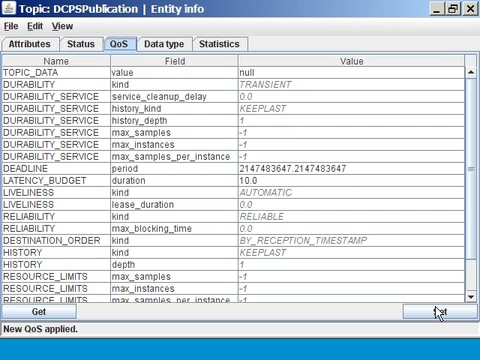 Topic: DCPSPublication | Entity info
File Edit View
Attributes Status QoS Data type Statistics
Name Field Value
TOPIC_DATA value null
DURABILITY kind TRANSIENT
DURABILITY_SERVICE service_cleanup_delay 0.0
DURABILITY_SERVICE history_kind KEEPLAST
DURABILITY_SERVICE history_depth 1
DURABILITY_SERVICE max_samples -1
DURABILITY_SERVICE max_instances -1
DURABILITY_SERVICE max_samples_per_instance -1
DEADLINE period 2147483647.2147483647
LATENCY_BUDGET duration 10.0
LIVELINESS kind AUTOMATIC
LIVELINESS lease_duration 0.0
RELIABILITY kind RELIABLE
RELIABILITY max_blocking_time 0.0
DESTINATION_ORDER kind BY_RECEPTION_TIMESTAMP
HISTORY kind KEEPLAST
HISTORY depth 1
RESOURCE_LIMITS max_samples -1
RESOURCE_LIMITS max_instances -1
RESOURCE_LIMITS max_samples_per_instance -1
Get
New QoS applied.